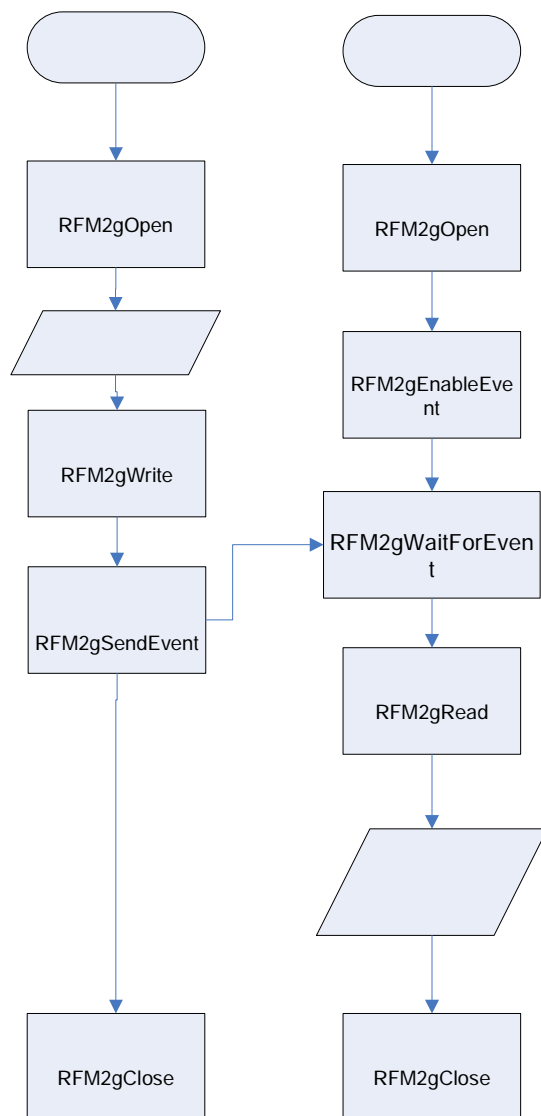 RFM2gOpen
RFM2gWrite
RFM2gSendEvent
RFM2gClose
RFM2gOpen
RFM2gEnableEve
nt
RFM2gWaitForEven
t
RFM2gRead
RFM2gClose